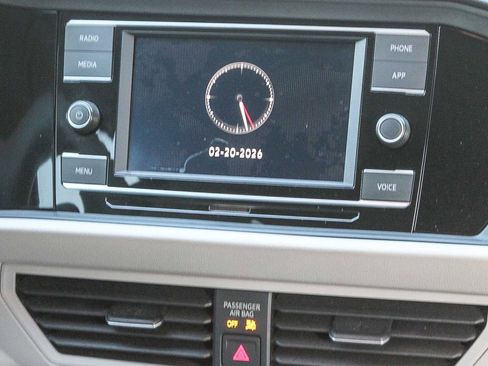 RADIO
MEDIA
MENU
PHONE
APP
VOICE
02-20-2026
PASSENGER
AIR BAG
OFF